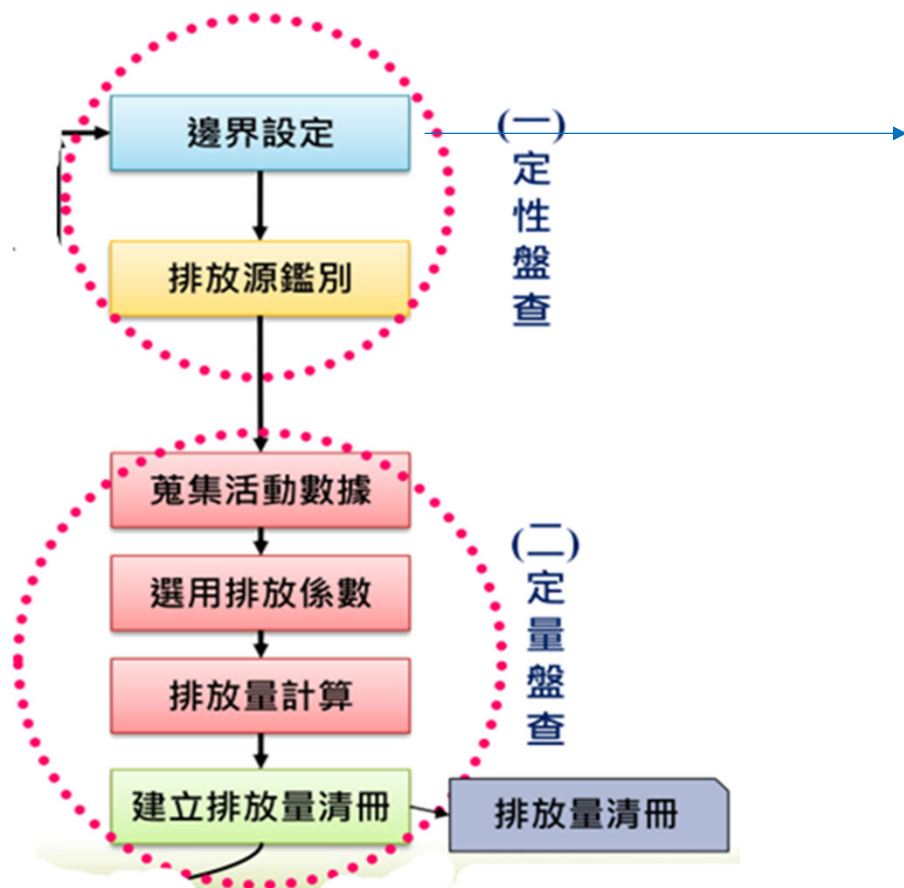 邊界設定
(一)定性盤查
排放源鑑別
蒐集活動數據
選用排放係數
(二)定量盤查
排放量計算
建立排放量清冊
排放量清冊